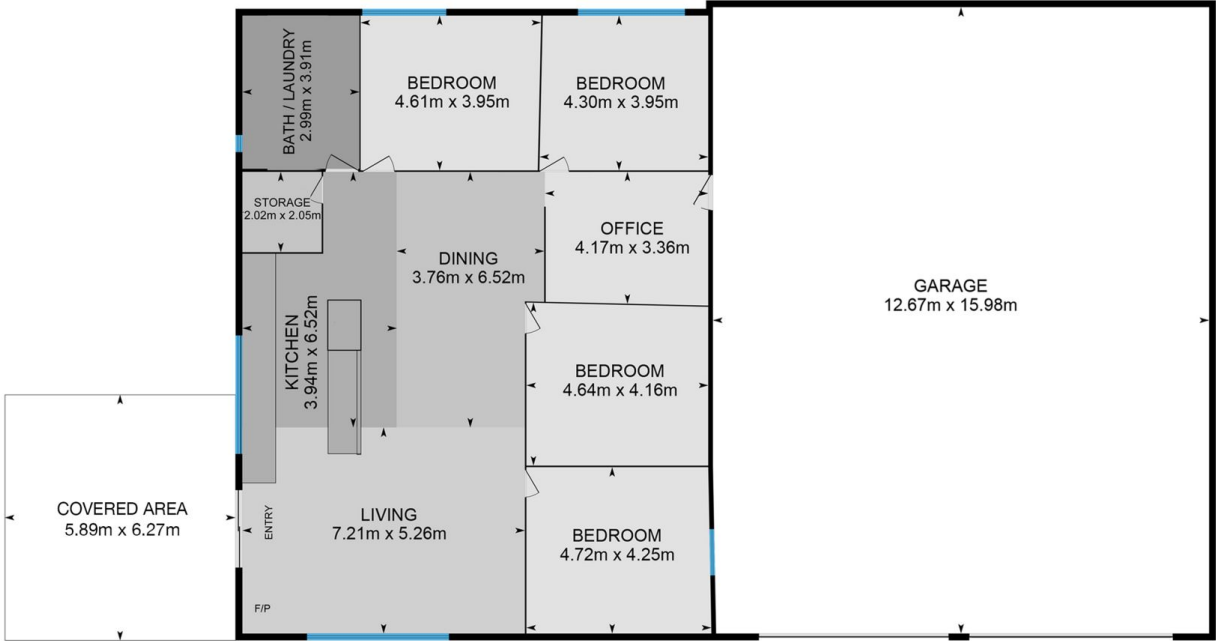 BATH / LAUNDRY
2.99m x 3.91m
BEDROOM
4.61m x 3.95m
BEDROOM
4.30m x 3.95m
STORAGE
2.02m x 2.05m
OFFICE
4.17m x 3.36m
DINING
3.76m x 6.52m
GARAGE
12.67m x 15.98m
KITCHEN
3.94m x 6.52m
BEDROOM
4.64m x 4.16m
COVERED AREA
5.89m x 6.27m
ENTRY
LIVING
7.21m x 5.26m
BEDROOM
4.72m x 4.25m
F/P